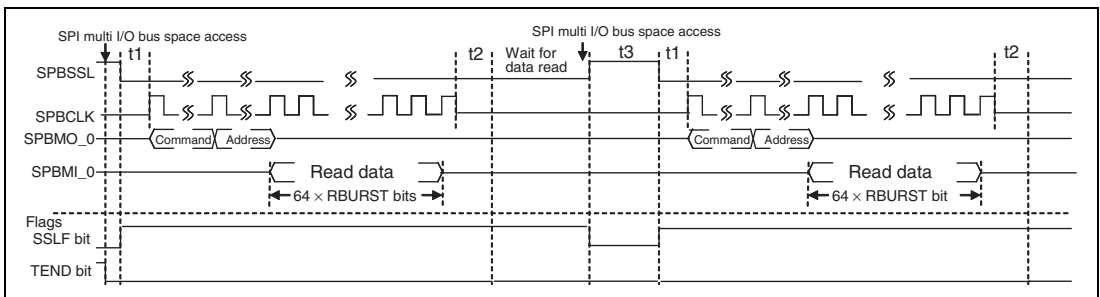 SPI multi I/O bus space access SPI multi I/O bus space access
t1 t2 Wait for data read t3 t1 t2
SPBSSL
SPBCLK
SPBMO_0 Command Address Command Address
SPBMI_0 Read data Read data
64 × RBURST bits 64 × RBURST bit
Flags
SSLF bit
TEND bit